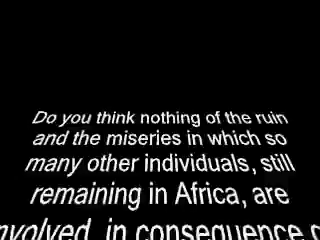 Do you think nothing of the ruin
and the miseries in which so
many other individuals, still
remaining in Africa, are
involved, in consequence